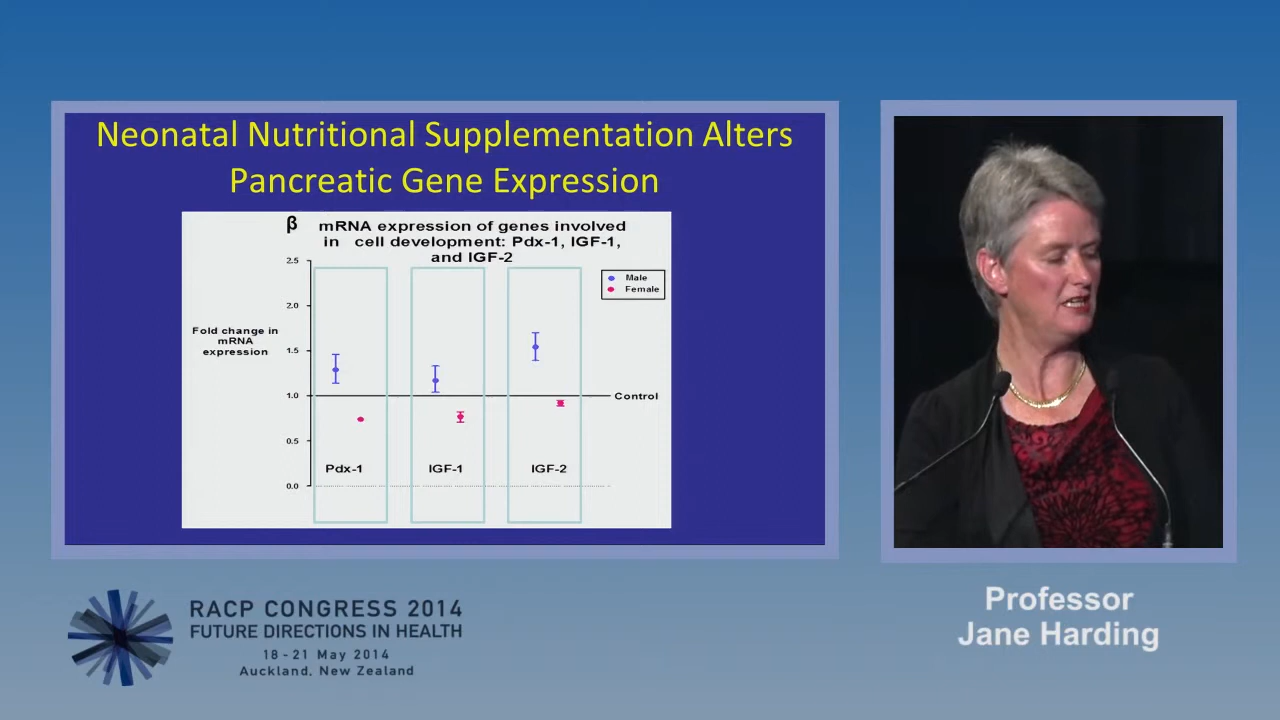 Neonatal Nutritional Supplementation Alters
Pancreatic Gene Expression
β mRNA expression of genes involved
in cell development: Pdx-1, IGF-1,
and IGF-2
2.5
2.0
1.5
1.0
0.5
0.0
Fold change in
mRNA
expression
Male
Female
Control
Pdx-1 IGF-1 IGF-2
RACP CONGRESS 2014
FUTURE DIRECTIONS IN HEALTH
18 - 21 May 2014
Auckland, New Zealand
Professor
Jane Harding